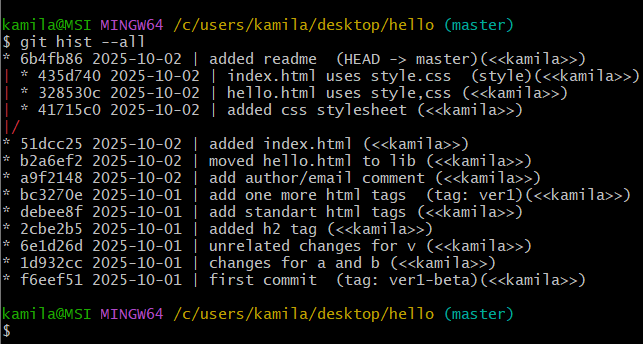 kamila@MSI MINGW64 /c/users/kamila/desktop/hello (master)
$ git hist --all
* 6b4fb86 2025-10-02 | added readme  (HEAD -> master)(<<kamila>>)
| * 435d740 2025-10-02 | index.html uses style.css  (style)(<<kamila>>)
| * 328530c 2025-10-02 | hello.html uses style,css (<<kamila>>)
| * 41715c0 2025-10-02 | added css stylesheet (<<kamila>>)
|/
* 51dcc25 2025-10-02 | added index.html (<<kamila>>)
* b2a6ef2 2025-10-02 | moved hello.html to lib (<<kamila>>)
* a9f2148 2025-10-02 | add author/email comment (<<kamila>>)
* bc3270e 2025-10-01 | add one more html tags  (tag: ver1)(<<kamila>>)
* debee8f 2025-10-01 | add standart html tags (<<kamila>>)
* 2cbe2b5 2025-10-01 | added h2 tag (<<kamila>>)
* 6e1d26d 2025-10-01 | unrelated changes for v (<<kamila>>)
* 1d932cc 2025-10-01 | changes for a and b (<<kamila>>)
* f6eef51 2025-10-01 | first commit  (tag: ver1-beta)(<<kamila>>)
kamila@MSI MINGW64 /c/users/kamila/desktop/hello (master)
$